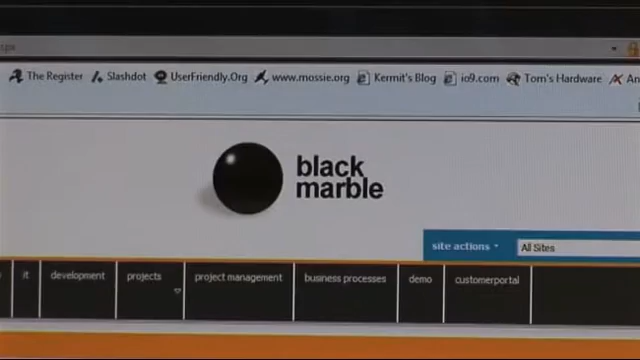 The Register Slashdot UserFriendly.Org www.mossie.org Kermit's Blog io9.com Tom's Hardware An
black
marble
site actions All Sites
it development projects project management business processes demo customerportal